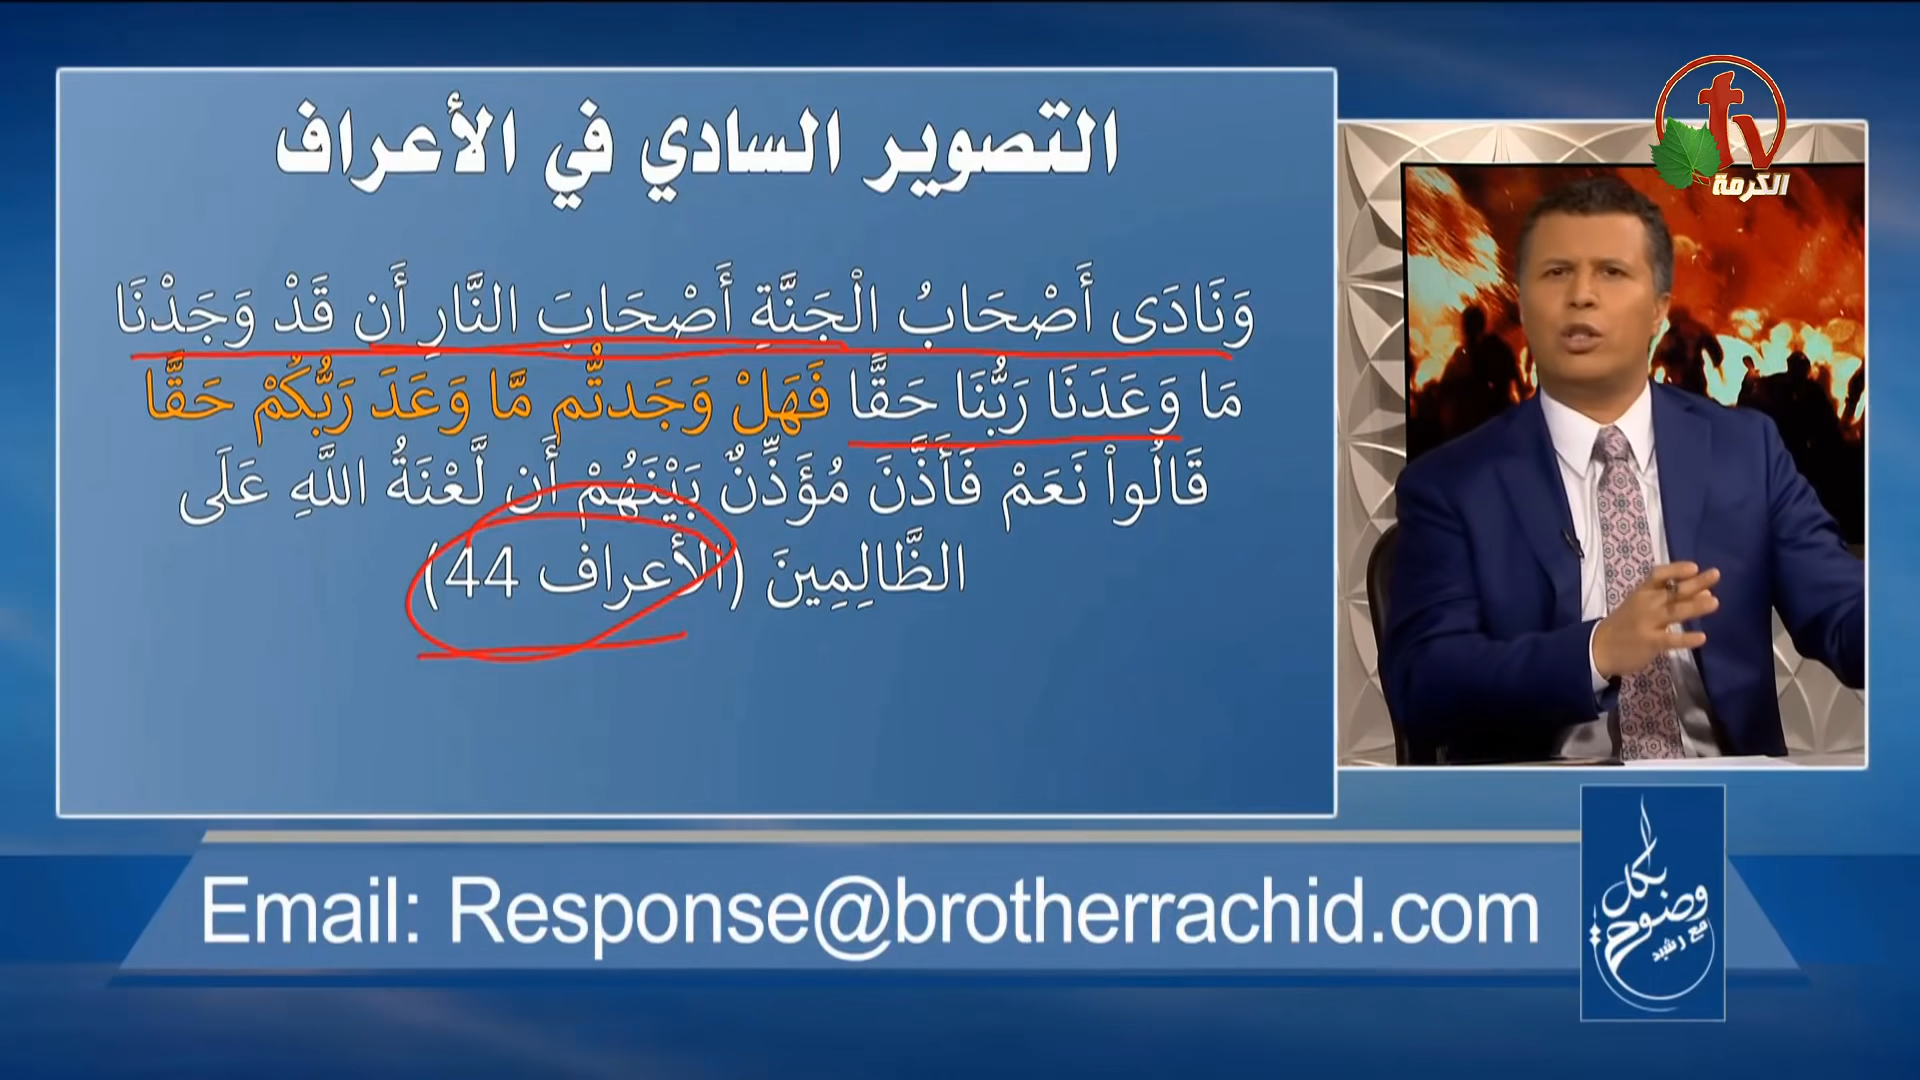 التصوير السادي في الأعراف
وَنَادَى أَصْحَابُ الْجَنَّةِ أَصْحَابَ النَّارِ أَن قَدْ وَجَدْنَا
مَا وَعَدَنَا رَبُّنَا حَقًّا فَهَلْ وَجَدتُّم مَّا وَعَدَ رَبُّكُمْ حَقًّا
قَالُواْ نَعَمْ فَأَذَّنَ مُؤَذِّنٌ بَيْنَهُمْ أَن لَّعْنَةُ اللَّهِ عَلَى
الظَّالِمِينَ (الأعراف 44)
tv
الكرمة
Email: Response@brotherrachid.com
بكل
وضوح
مع رشيد